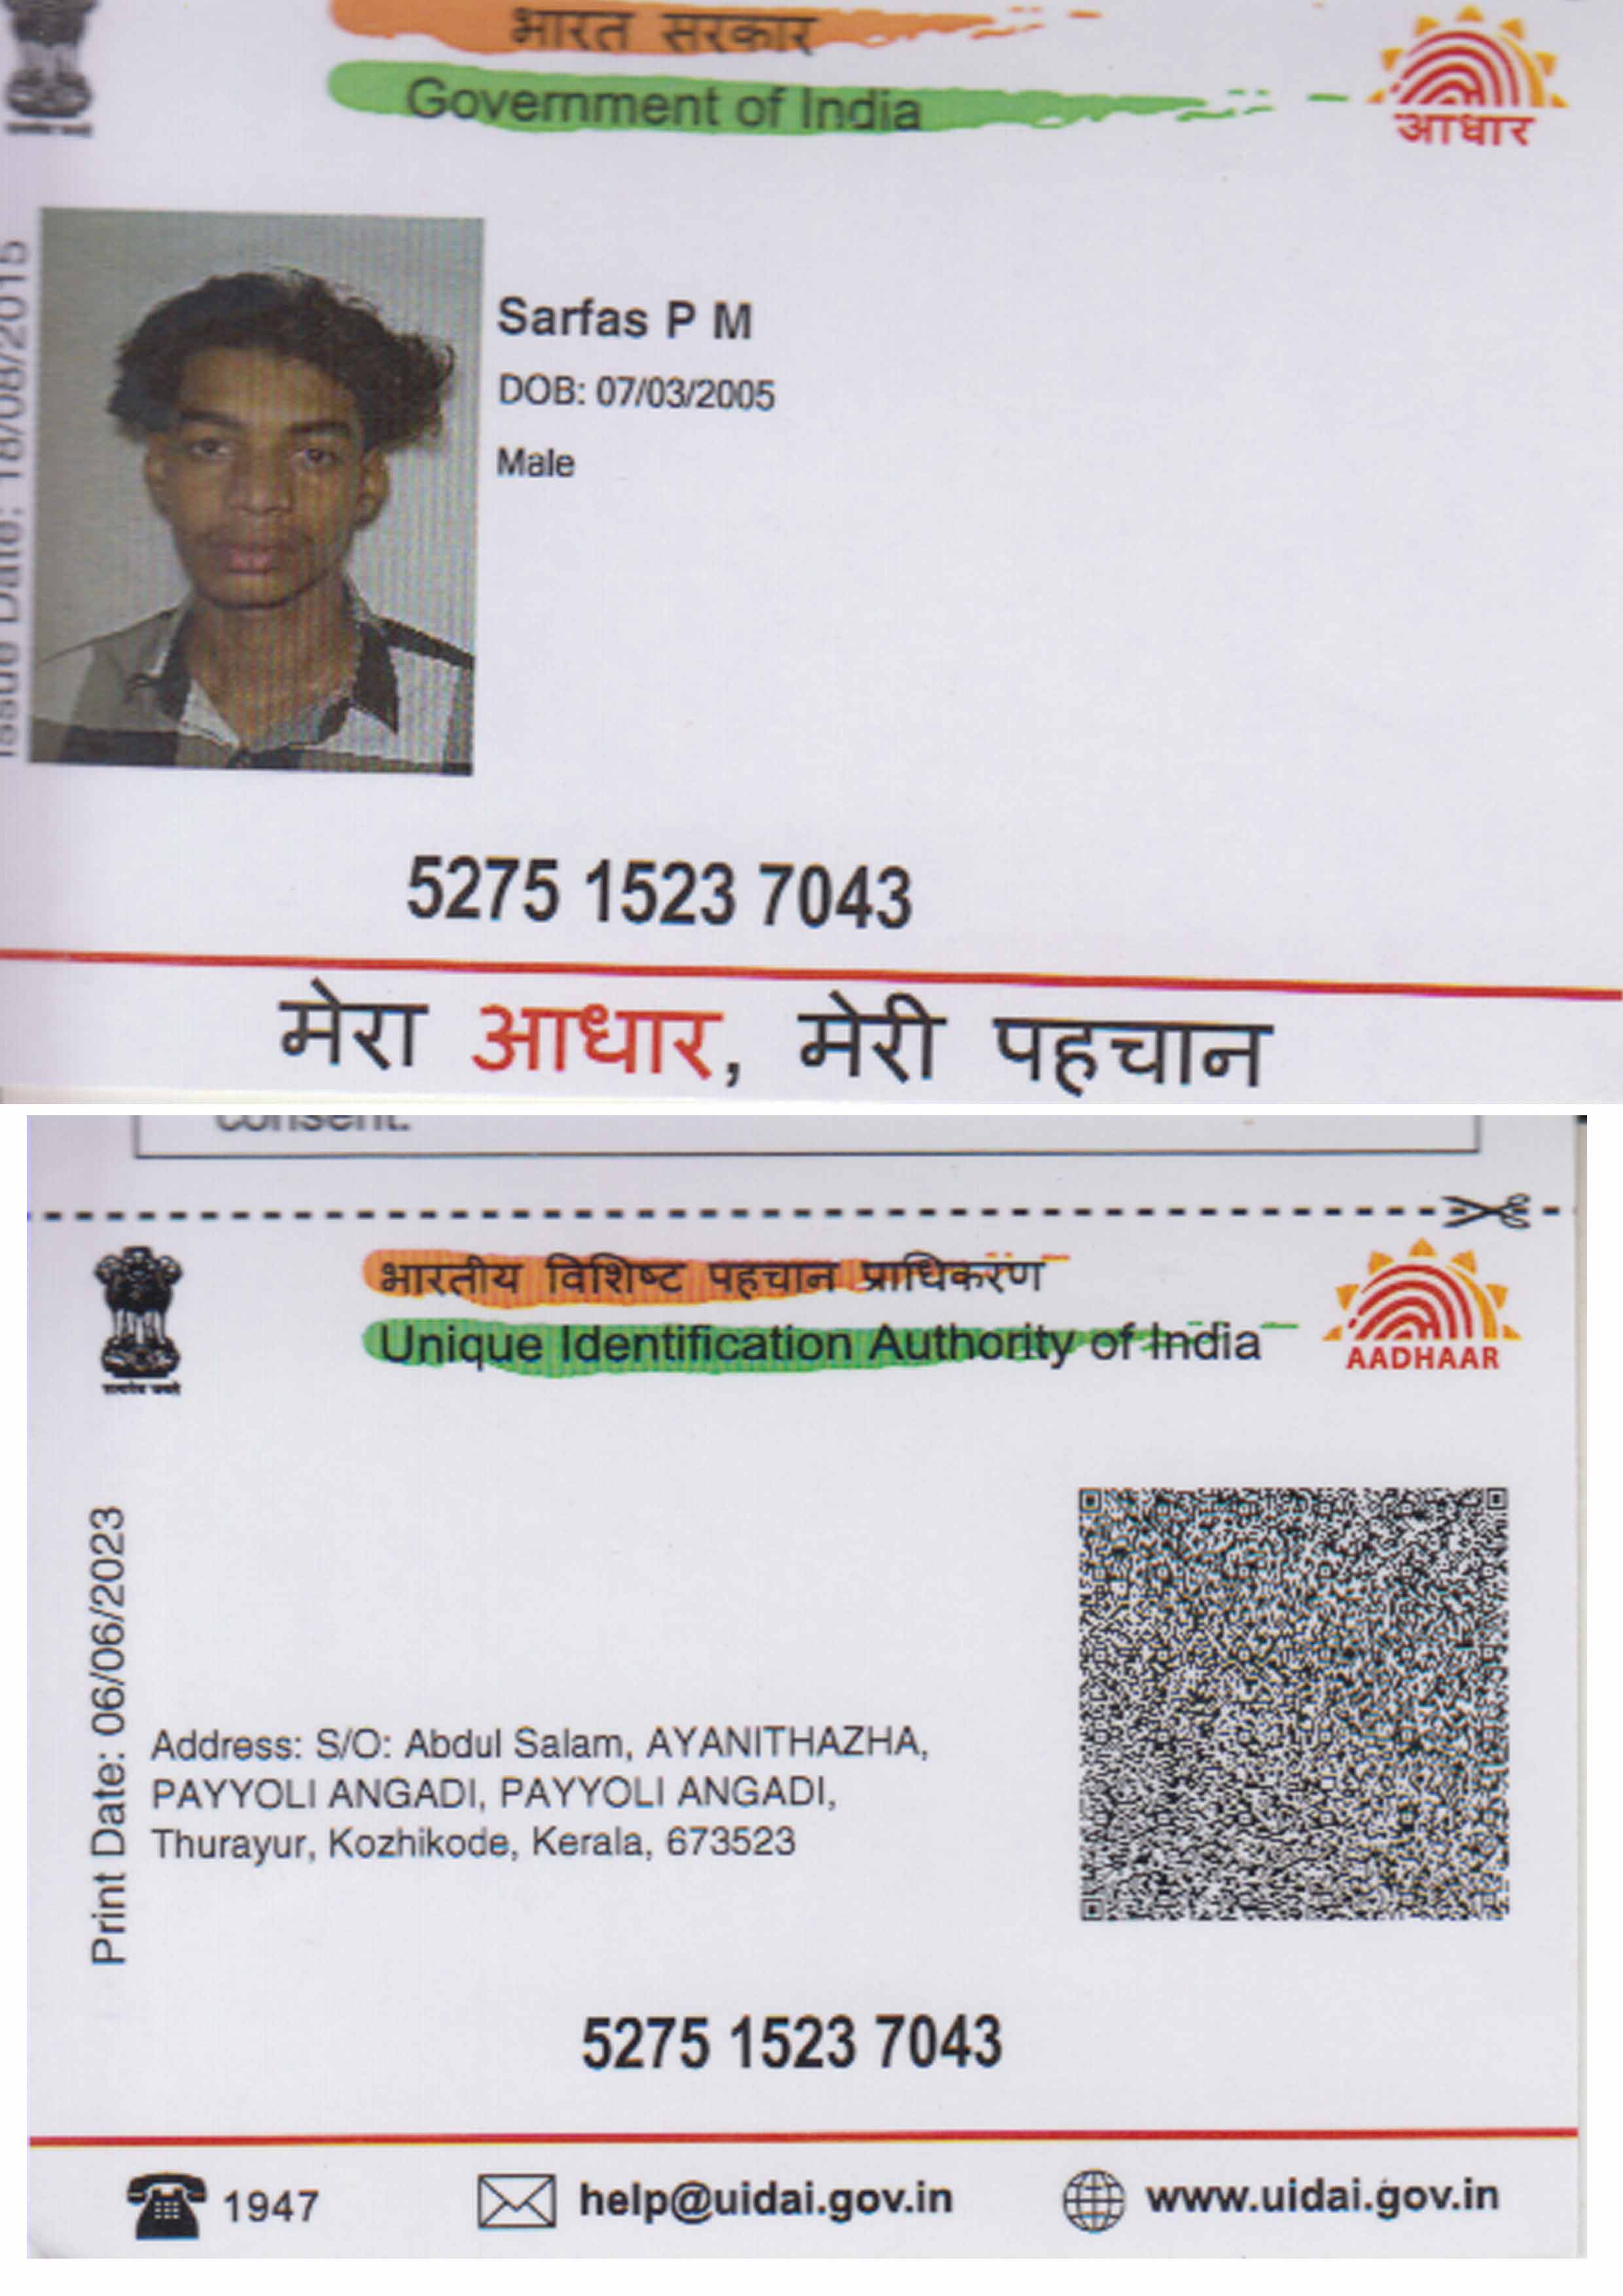 भारत सरकार
Government of India
आधार
Issue Date: 18/08/2015
Sarfas P M
DOB: 07/03/2005
Male
5275 1523 7043
मेरा आधार, मेरी पहचान
consent.
भारतीय विशिष्ट पहचान प्राधिकरण
Unique Identification Authority of India
AADHAAR
सत्यमेव जयते
Print Date: 06/06/2023
Address: S/O: Abdul Salam, AYANITHAZHA,
PAYYOLI ANGADI, PAYYOLI ANGADI,
Thurayur, Kozhikode, Kerala, 673523
5275 1523 7043
1947
help@uidai.gov.in
www.uidai.gov.in